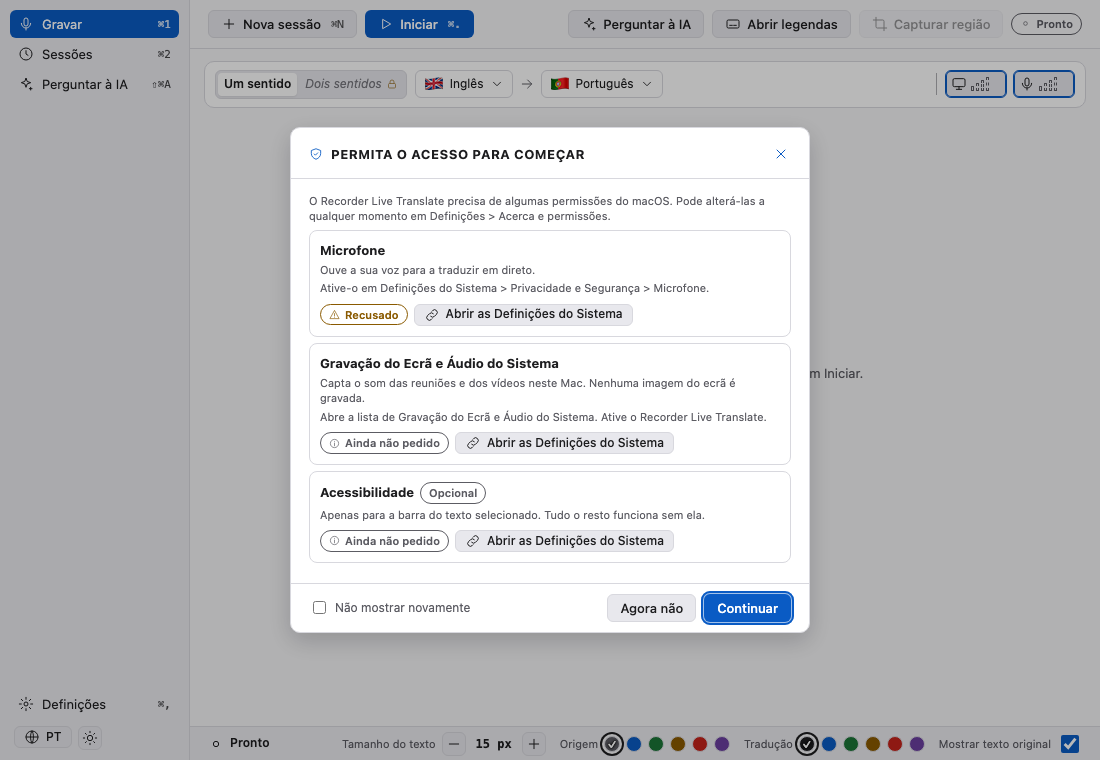 Gravar ⌘1
Sessões ⌘2
Perguntar à IA ⇧⌘A
Nova sessão ⌘N
Iniciar ⌘.
Perguntar à IA
Abrir legendas
Capturar região
Pronto
Um sentido
Dois sentidos
Inglês
Português
PERMITA O ACESSO PARA COMEÇAR
O Recorder Live Translate precisa de algumas permissões do macOS. Pode alterá-las a
qualquer momento em Definições > Acerca e permissões.
Microfone
Ouve a sua voz para a traduzir em direto.
Ative-o em Definições do Sistema > Privacidade e Segurança > Microfone.
Recusado
Abrir as Definições do Sistema
Gravação do Ecrã e Áudio do Sistema
Capta o som das reuniões e dos vídeos neste Mac. Nenhuma imagem do ecrã é
gravada.
Abre a lista de Gravação do Ecrã e Áudio do Sistema. Ative o Recorder Live Translate.
Ainda não pedido
Abrir as Definições do Sistema
Acessibilidade Opcional
Apenas para a barra do texto selecionado. Tudo o resto funciona sem ela.
Ainda não pedido
Abrir as Definições do Sistema
Não mostrar novamente
Agora não
Continuar
Iniciar.
Definições ⌘,
PT
Pronto
Tamanho do texto
15 px
Origem
Tradução
Mostrar texto original